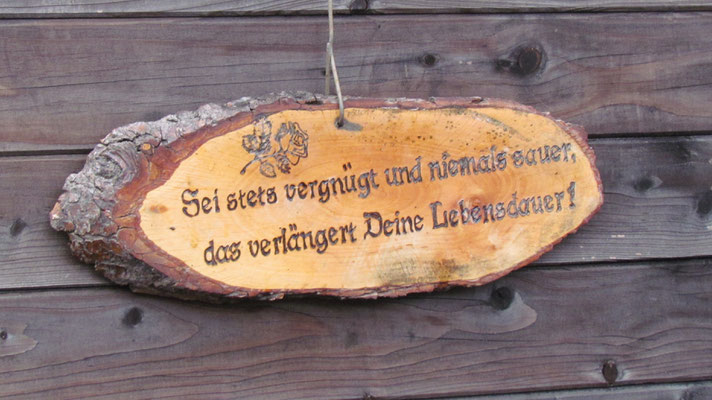 Sei stets vergnügt und niemals sauer,
das verlängert Deine Lebensdauer!